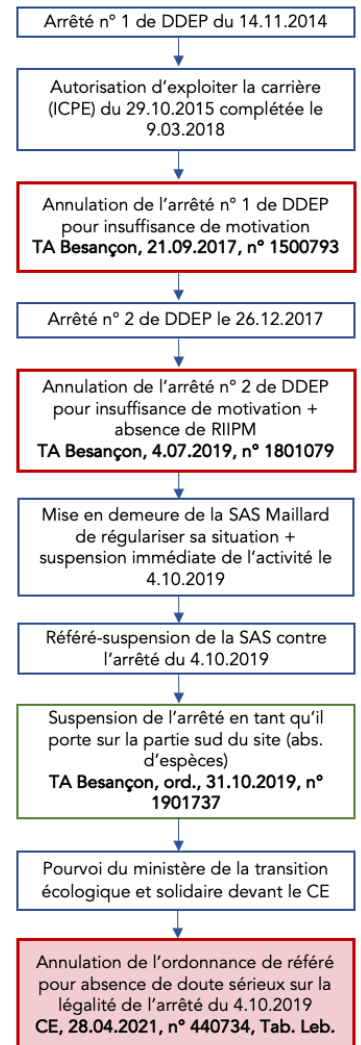 Arrêté n° 1 de DDEP du 14.11.2014
Autorisation d’exploiter la carrière
(ICPE) du 29.10.2015 complétée le
9.03.2018
Annulation de l’arrêté n° 1 de DDEP
pour insuffisance de motivation
TA Besançon, 21.09.2017, n° 1500793
Arrêté n° 2 de DDEP le 26.12.2017
Annulation de l’arrêté n° 2 de DDEP
pour insuffisance de motivation +
absence de RIIPM
TA Besançon, 4.07.2019, n° 1801079
Mise en demeure de la SAS Maillard
de régulariser sa situation +
suspension immédiate de l’activité le
4.10.2019
Référé-suspension de la SAS contre
l’arrêté du 4.10.2019
Suspension de l’arrêté en tant qu’il
porte sur la partie sud du site (abs.
d’espèces)
TA Besançon, ord., 31.10.2019, n°
1901737
Pourvoi du ministère de la transition
écologique et solidaire devant le CE
Annulation de l’ordonnance de référé
pour absence de doute sérieux sur la
légalité de l’arrêté du 4.10.2019
CE, 28.04.2021, n° 440734, Tab. Leb.